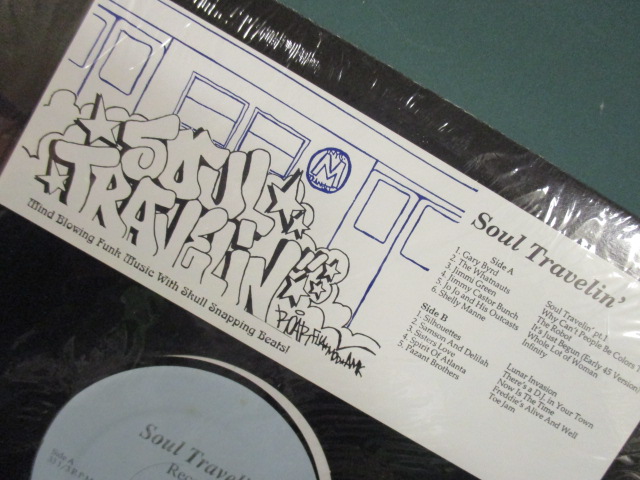 SOUL
TRAVELIN'
M
Mind Blowing Funk Music With Skull Snapping Beats!
Soul Travelin'
Side A
1. Gary Byrd Soul Travelin' pt.1
2. The Whatnauts Why Can't People Be Colors
3. Jimmi Green The Robot
4. Jimmy Castor Bunch It's Just Begun (Early 45 Version)
5. Jo Jo and His Outcasts Whole Lot of Woman
6. Shelly Manne Infinity
Side B
1. Silhouettes Lunar Invasion
2. Samson And Delilah There's a D.J. in Your Town
3. Sisters Love Now Is The Time
4. Spirit Of Atlanta Freddie's Alive And Well
5. Pazant Brothers Toe Jam
Soul Travelin'
Side A